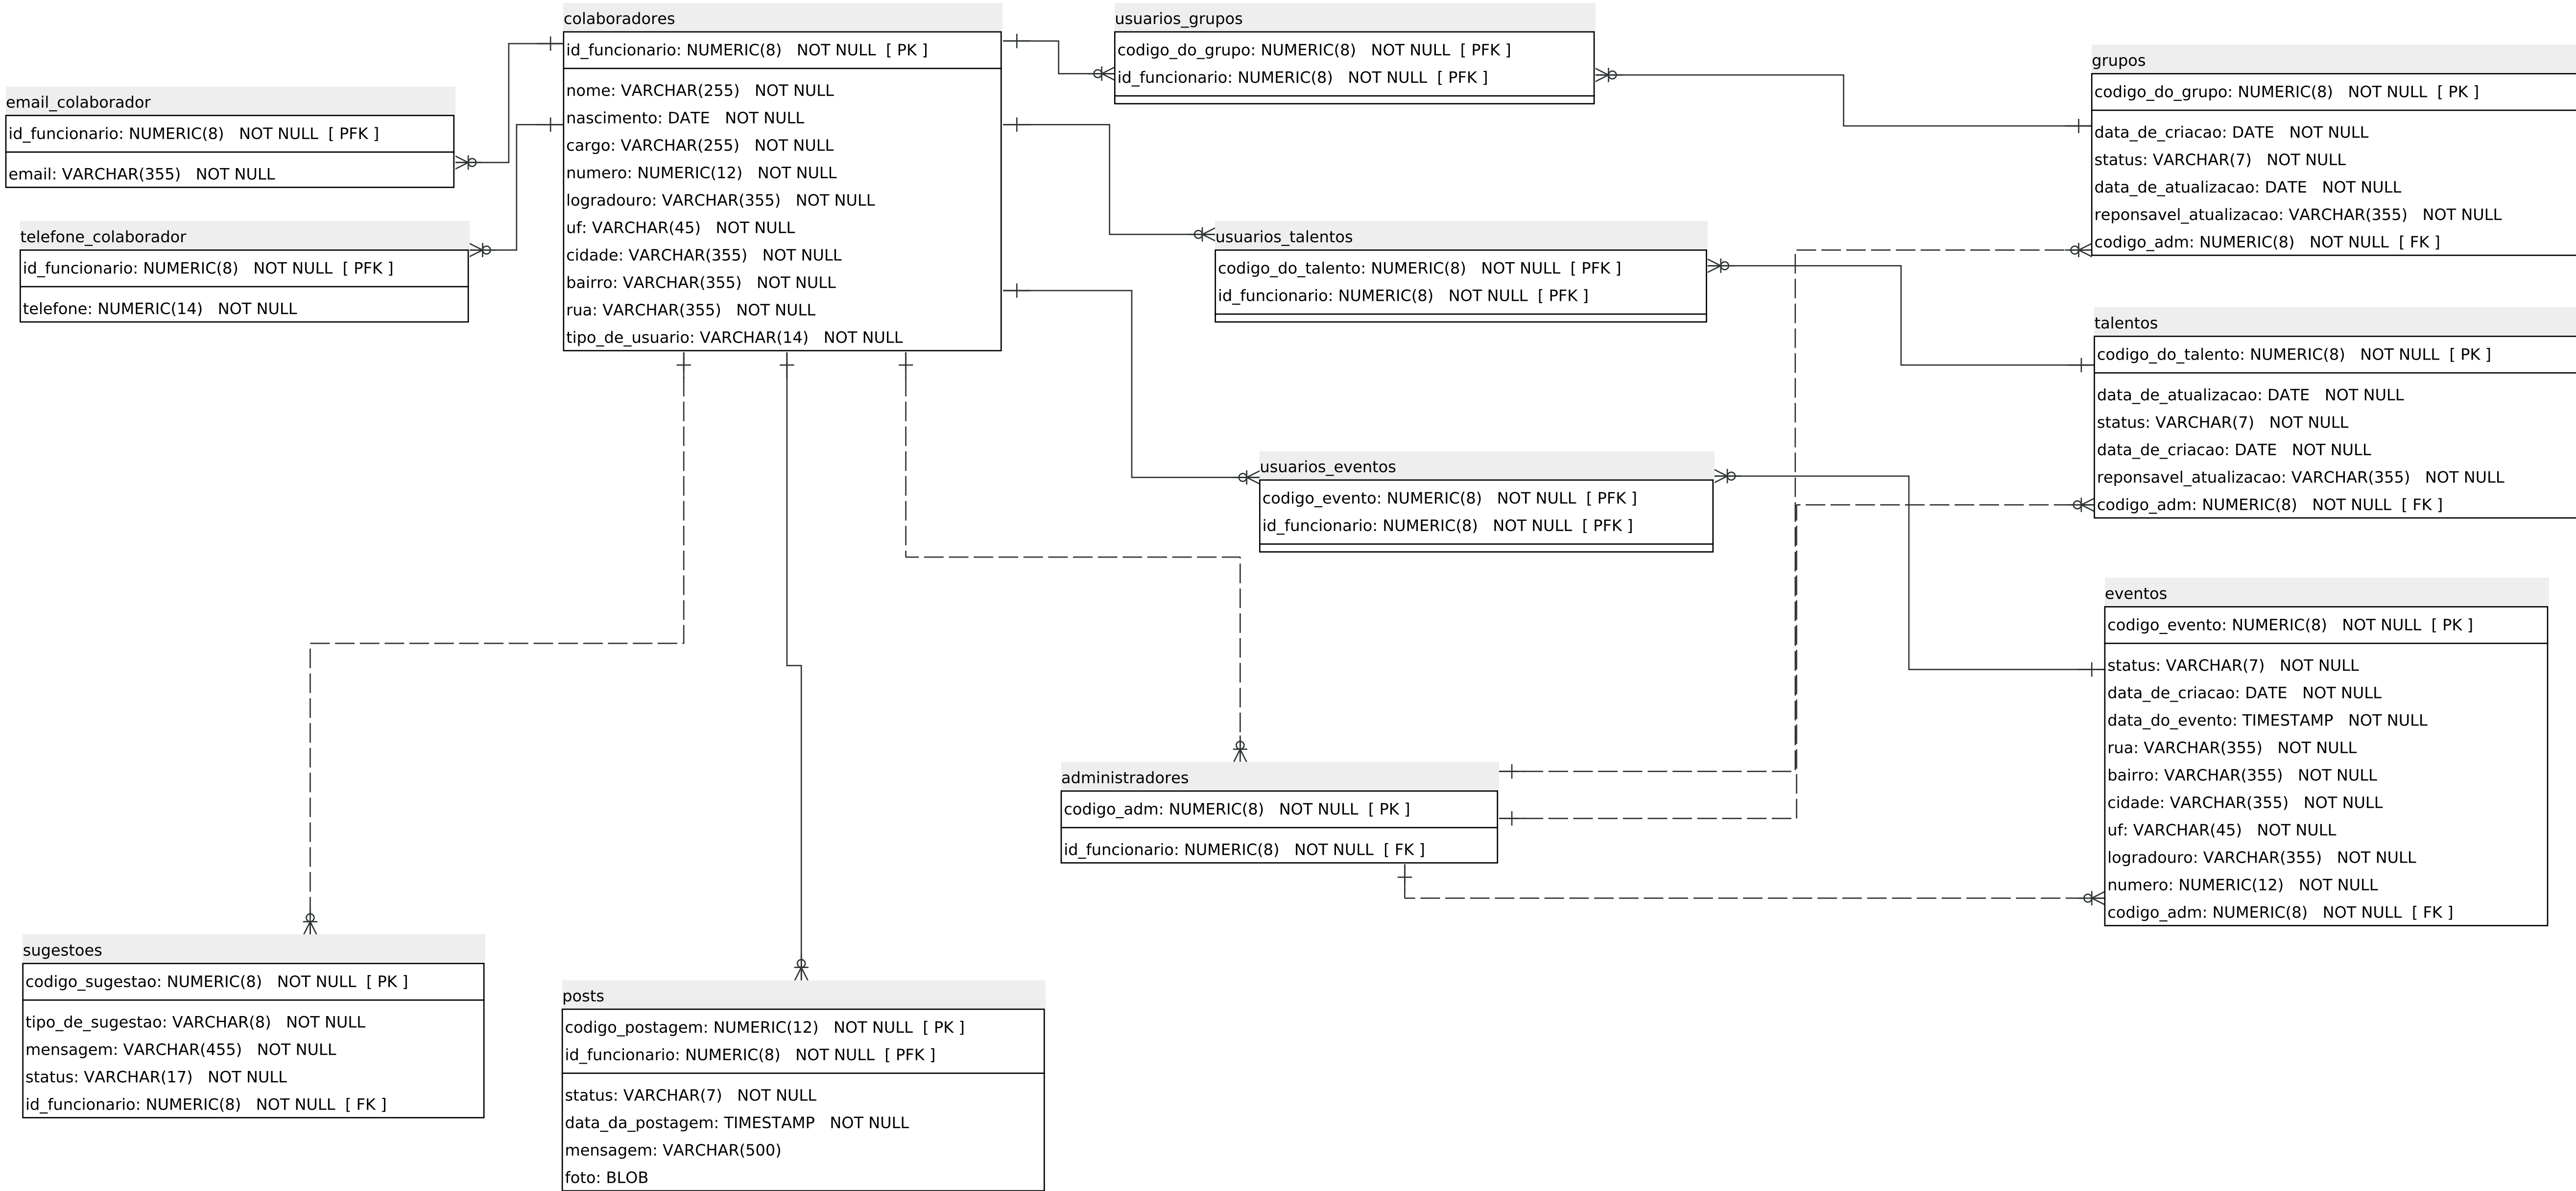 colaboradores
id_funcionario: NUMERIC(8)   NOT NULL  [ PK ]
nome: VARCHAR(255)   NOT NULL
nascimento: DATE   NOT NULL
cargo: VARCHAR(255)   NOT NULL
numero: NUMERIC(12)   NOT NULL
logradouro: VARCHAR(355)   NOT NULL
uf: VARCHAR(45)   NOT NULL
cidade: VARCHAR(355)   NOT NULL
bairro: VARCHAR(355)   NOT NULL
rua: VARCHAR(355)   NOT NULL
tipo_de_usuario: VARCHAR(14)   NOT NULL
usuarios_grupos
codigo_do_grupo: NUMERIC(8)   NOT NULL  [ PFK ]
id_funcionario: NUMERIC(8)   NOT NULL  [ PFK ]
grupos
codigo_do_grupo: NUMERIC(8)   NOT NULL  [ PK ]
data_de_criacao: DATE   NOT NULL
status: VARCHAR(7)   NOT NULL
data_de_atualizacao: DATE   NOT NULL
reponsavel_atualizacao: VARCHAR(355)   NOT NULL
codigo_adm: NUMERIC(8)   NOT NULL  [ FK ]
email_colaborador
id_funcionario: NUMERIC(8)   NOT NULL  [ PFK ]
email: VARCHAR(355)   NOT NULL
telefone_colaborador
id_funcionario: NUMERIC(8)   NOT NULL  [ PFK ]
telefone: NUMERIC(14)   NOT NULL
usuarios_talentos
codigo_do_talento: NUMERIC(8)   NOT NULL  [ PFK ]
id_funcionario: NUMERIC(8)   NOT NULL  [ PFK ]
talentos
codigo_do_talento: NUMERIC(8)   NOT NULL  [ PK ]
data_de_atualizacao: DATE   NOT NULL
status: VARCHAR(7)   NOT NULL
data_de_criacao: DATE   NOT NULL
reponsavel_atualizacao: VARCHAR(355)   NOT NULL
codigo_adm: NUMERIC(8)   NOT NULL  [ FK ]
usuarios_eventos
codigo_evento: NUMERIC(8)   NOT NULL  [ PFK ]
id_funcionario: NUMERIC(8)   NOT NULL  [ PFK ]
eventos
codigo_evento: NUMERIC(8)   NOT NULL  [ PK ]
status: VARCHAR(7)   NOT NULL
data_de_criacao: DATE   NOT NULL
data_do_evento: TIMESTAMP   NOT NULL
rua: VARCHAR(355)   NOT NULL
bairro: VARCHAR(355)   NOT NULL
cidade: VARCHAR(355)   NOT NULL
uf: VARCHAR(45)   NOT NULL
logradouro: VARCHAR(355)   NOT NULL
numero: NUMERIC(12)   NOT NULL
codigo_adm: NUMERIC(8)   NOT NULL  [ FK ]
administradores
codigo_adm: NUMERIC(8)   NOT NULL  [ PK ]
id_funcionario: NUMERIC(8)   NOT NULL  [ FK ]
sugestoes
codigo_sugestao: NUMERIC(8)   NOT NULL  [ PK ]
tipo_de_sugestao: VARCHAR(8)   NOT NULL
mensagem: VARCHAR(455)   NOT NULL
status: VARCHAR(17)   NOT NULL
id_funcionario: NUMERIC(8)   NOT NULL  [ FK ]
posts
codigo_postagem: NUMERIC(12)   NOT NULL  [ PK ]
id_funcionario: NUMERIC(8)   NOT NULL  [ PFK ]
status: VARCHAR(7)   NOT NULL
data_da_postagem: TIMESTAMP   NOT NULL
mensagem: VARCHAR(500)
foto: BLOB